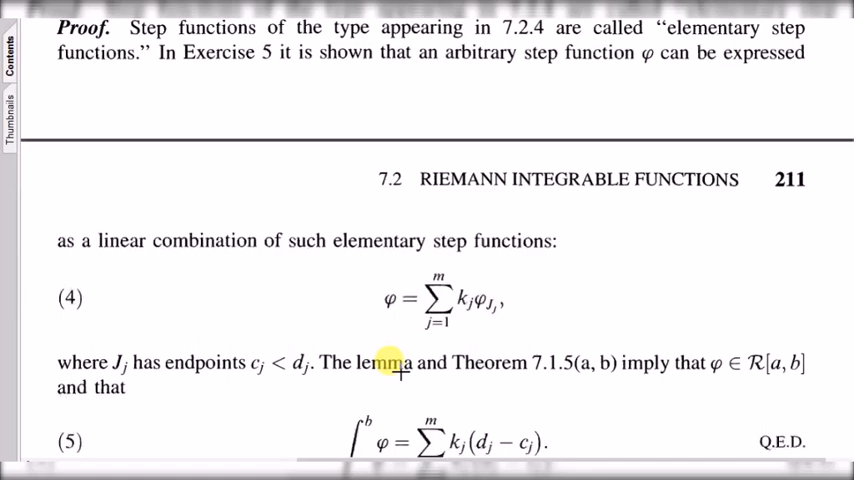 Contents
Thumbnails
Proof. Step functions of the type appearing in 7.2.4 are called “elementary step
functions.” In Exercise 5 it is shown that an arbitrary step function φ can be expressed
7.2 RIEMANN INTEGRABLE FUNCTIONS 211
as a linear combination of such elementary step functions:
(4) φ = ∑_{j=1}^{m} k_j φ_{J_j},
where J_j has endpoints c_j < d_j. The lemma and Theorem 7.1.5(a, b) imply that φ ∈ ℛ[a, b]
and that
(5) ∫^b φ = ∑^m k_j(d_j − c_j). Q.E.D.